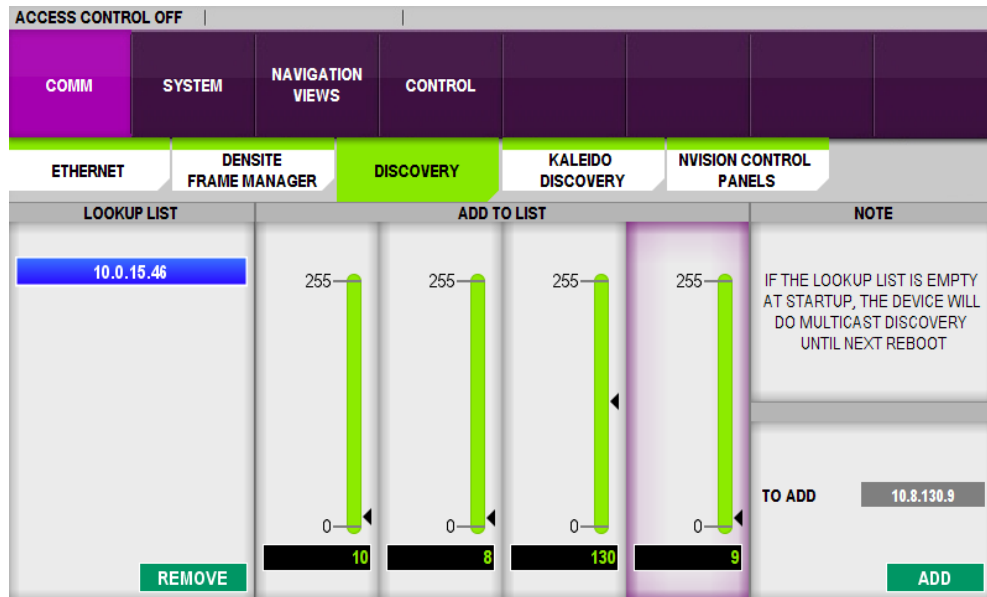 ACCESS CONTROL OFF
COMM
SYSTEM
NAVIGATION
VIEWS
CONTROL
ETHERNET
DENSITE
FRAME MANAGER
DISCOVERY
KALEIDO
DISCOVERY
NVISION CONTROL
PANELS
LOOKUP LIST
ADD TO LIST
NOTE
10.0.15.46
255
255
255
255
0
0
0
0
10
8
130
9
IF THE LOOKUP LIST IS EMPTY
AT STARTUP, THE DEVICE WILL
DO MULTICAST DISCOVERY
UNTIL NEXT REBOOT
TO ADD
10.8.130.9
REMOVE
ADD